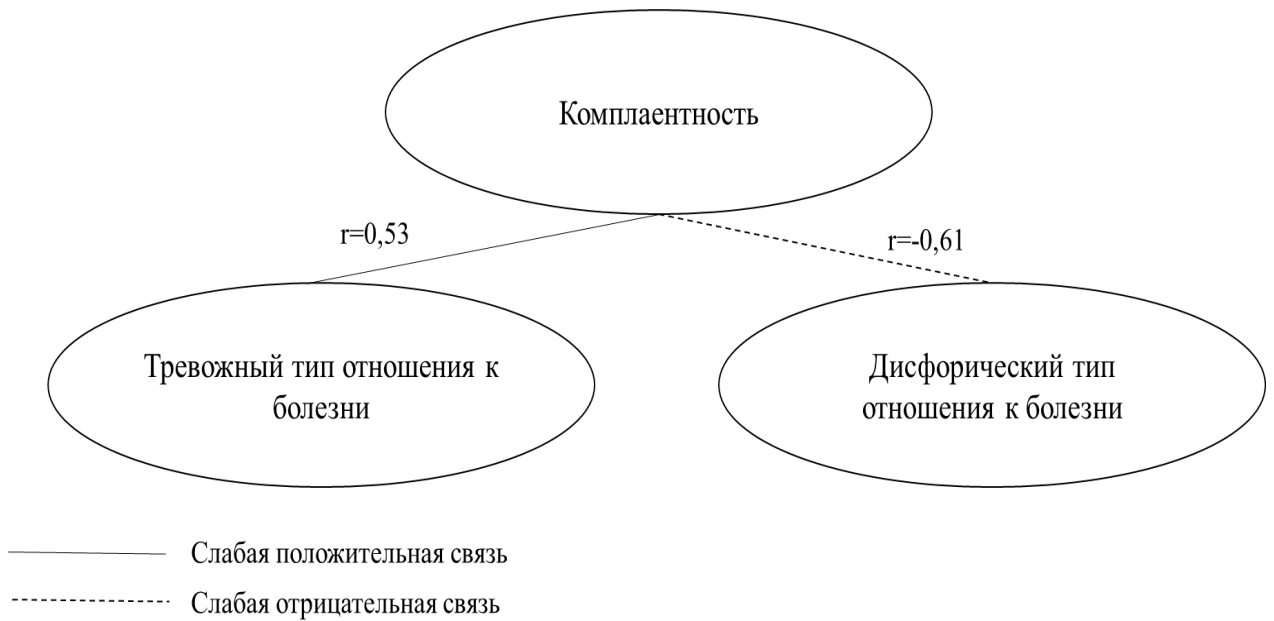 Комплаентность
r=0,53
r=-0,61
Тревожный тип отношения к
болезни
Дисфорический тип
отношения к болезни
Слабая положительная связь
Слабая отрицательная связь